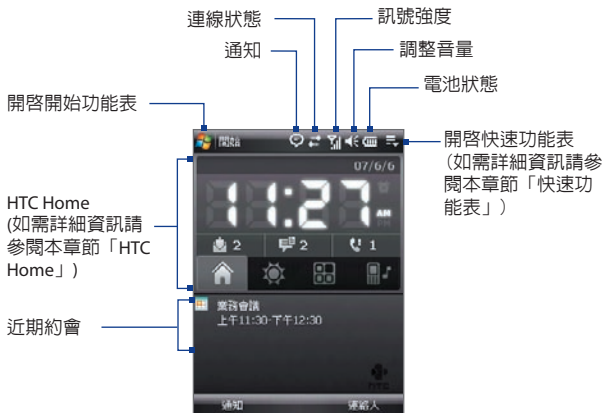 連線狀態
訊號強度
通知
調整音量
電池狀態
開啟開始功能表
開啟快速功能表
(如需詳細資訊請參
閱本章節「快速功
能表」)
HTC Home
(如需詳細資訊請
參閱本章節「HTC
Home」)
近期約會
開始
07/6/6
11:27
AM
2
2
1
業務會議
上午11:30-下午12:30
hTC
通知
連絡人